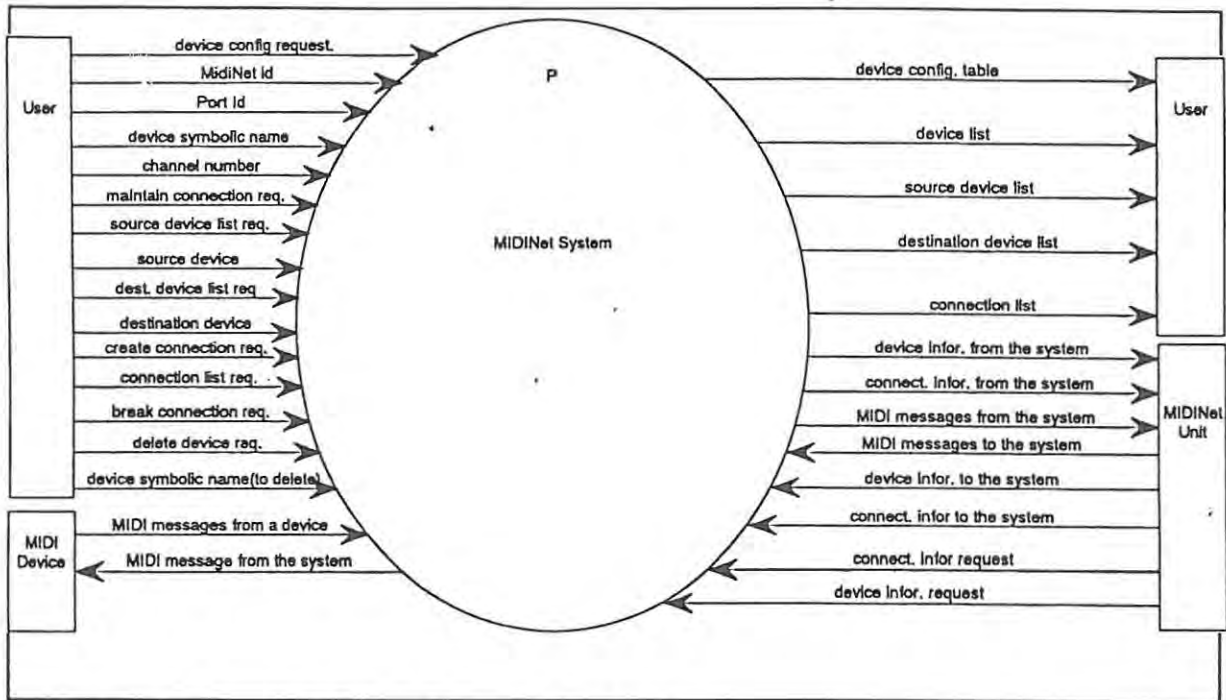 User
device config request.
MidiNet id
Port id
device symbolic name
channel number
maintain connection req.
source device list req.
source device
dest. device list req
destination device
create connection req.
connection list req.
break connection req.
delete device req.
device symbolic name(to delete)
MIDI
Device
MIDI messages from a device
MIDI message from the system
P
MIDINet System
device config. table
device list
source device list
destination device list
connection list
User
device infor. from the system
connect. infor. from the system
MIDI messages from the system
MIDI messages to the system
device infor. to the system
connect. infor to the system
connect. infor request
device infor. request
MIDINet
Unit